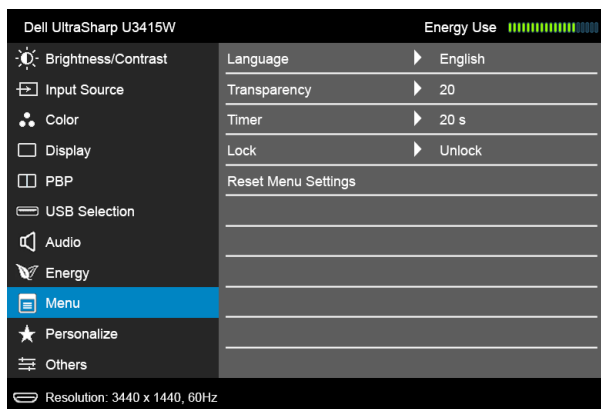 Dell UltraSharp U3415W Energy Use
Brightness/Contrast Language English
Input Source Transparency 20
Color Timer 20 s
Display Lock Unlock
PBP Reset Menu Settings
USB Selection
Audio
Energy
Menu
Personalize
Others
Resolution: 3440 x 1440, 60Hz